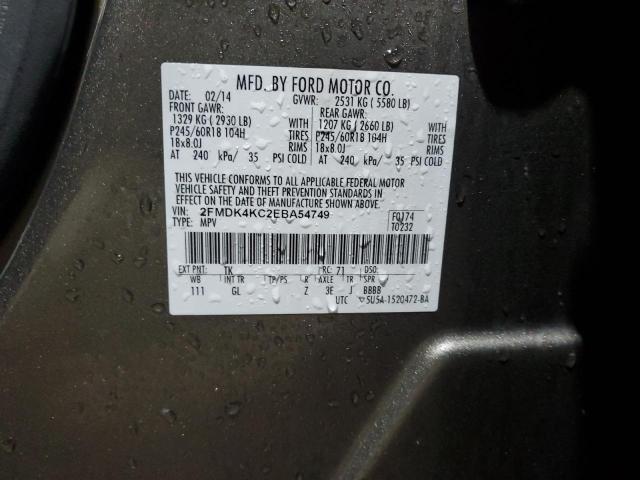 MFD. BY FORD MOTOR CO.
DATE: 02/14 GVWR: 2531 KG ( 5580 LB)
FRONT GAWR: REAR GAWR:
1329 KG ( 2930 LB) WITH 1207 KG ( 2660 LB) WITH
P245/60R18 104H TIRES P245/60R18 104H TIRES
18x8.0J RIMS 18x8.0J RIMS
AT 240 kPa/ 35 PSI COLD AT 240 kPa/ 35 PSI COLD
THIS VEHICLE CONFORMS TO ALL APPLICABLE FEDERAL MOTOR
VEHICLE SAFETY AND THEFT PREVENTION STANDARDS IN
EFFECT ON THE DATE OF MANUFACTURE SHOWN ABOVE.
VIN: 2FMDK4KC2EBA54749 F0174
TYPE: MPV T0232
EXT PNT: TK RC: 71 DSO:
WB INT TR TP/PS R AXLE TR SPR
111 GL Z 3E J BBBB
UTC 5U5A-1520472-BA